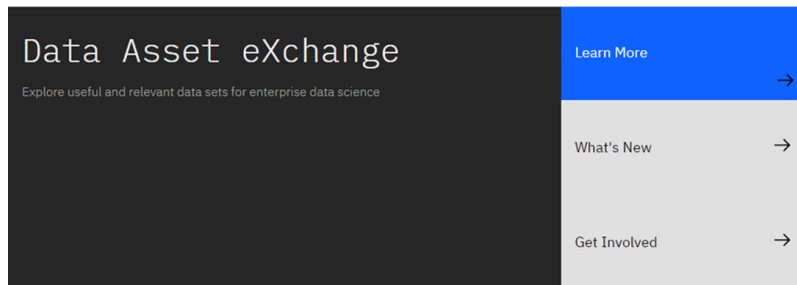 Data Asset eXchange
Explore useful and relevant data sets for enterprise data science
Learn More
What's New
Get Involved